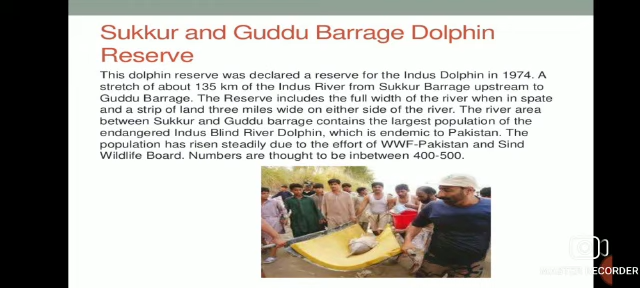 Sukkur and Guddu Barrage Dolphin
Reserve
This dolphin reserve was declared a reserve for the Indus Dolphin in 1974. A
stretch of about 135 km of the Indus River from Sukkur Barrage upstream to
Guddu Barrage. The Reserve includes the full width of the river when in spate
and a strip of land three miles wide on either side of the river. The river area
between Sukkur and Guddu barrage contains the largest population of the
endangered Indus Blind River Dolphin, which is endemic to Pakistan. The
population has risen steadily due to the effort of WWF-Pakistan and Sind
Wildlife Board. Numbers are thought to be inbetween 400-500.
MASTER RECORDER